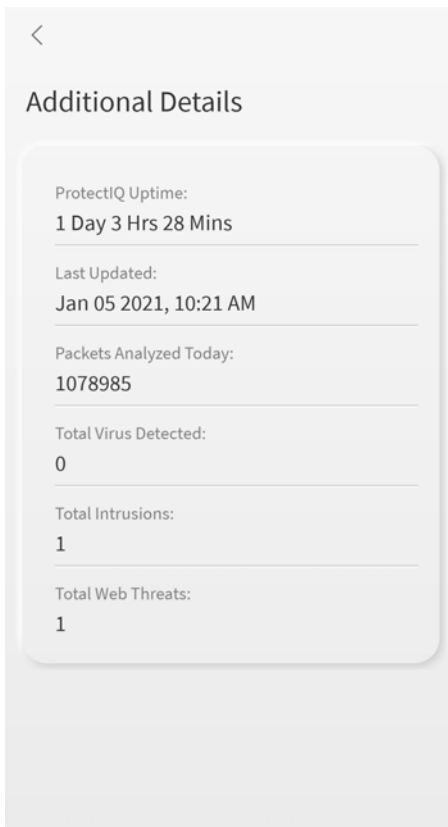 Additional Details
ProtectIQ Uptime:
1 Day 3 Hrs 28 Mins
Last Updated:
Jan 05 2021, 10:21 AM
Packets Analyzed Today:
1078985
Total Virus Detected:
0
Total Intrusions:
1
Total Web Threats:
1